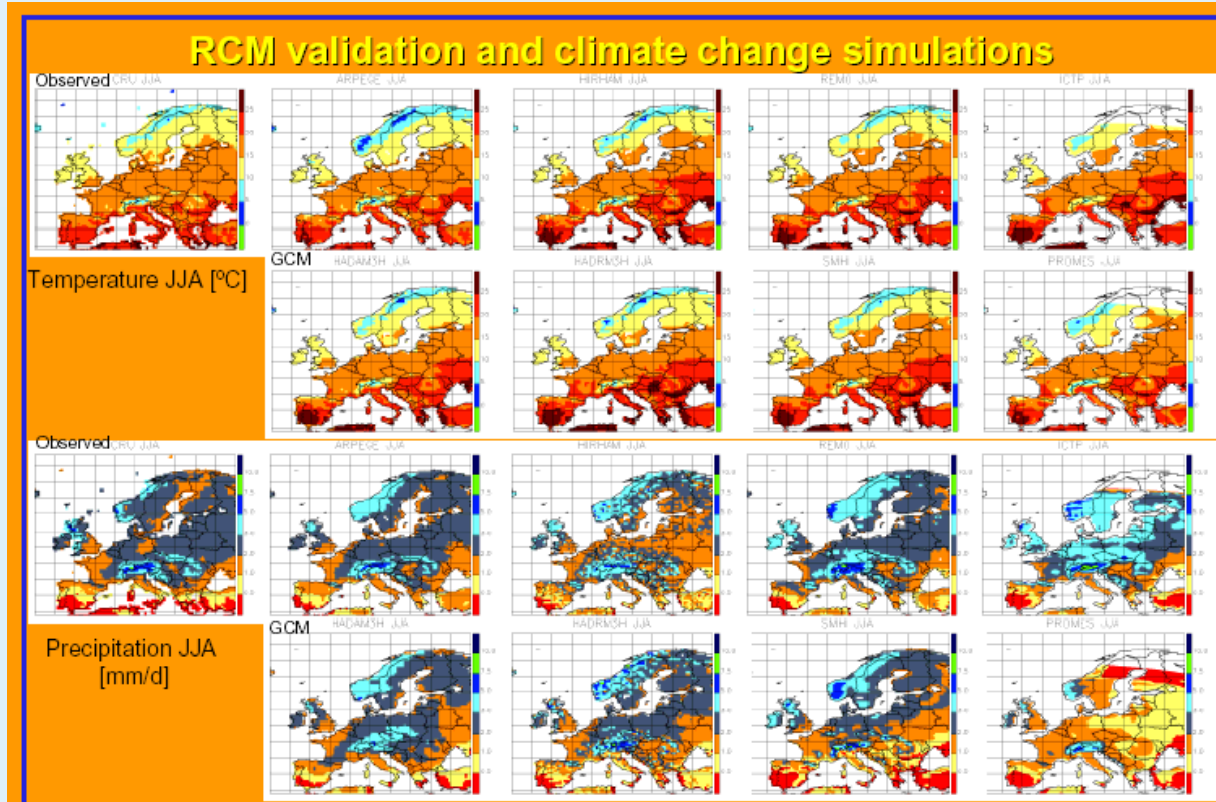 RCM validation and climate change simulations
Observed CRU JJA
ARPEGE JJA
HIRHAM JJA
REMO JJA
ICTP JJA
Temperature JJA [ºC]
GCM
HADAM3H JJA
HADRM3H JJA
SMHI JJA
PROMES JJA
Observed CRU JJA
ARPEGE JJA
HIRHAM JJA
REMO JJA
ICTP JJA
Precipitation JJA
[mm/d]
GCM
HADAM3H JJA
HADRM3H JJA
SMHI JJA
PROMES JJA